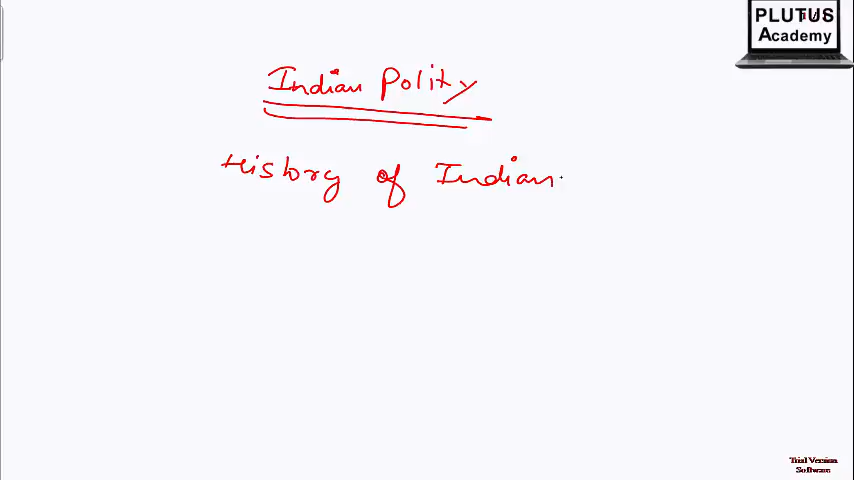 PLUTUS
Academy
Indian Polity
History of Indian
Trial Version
Software